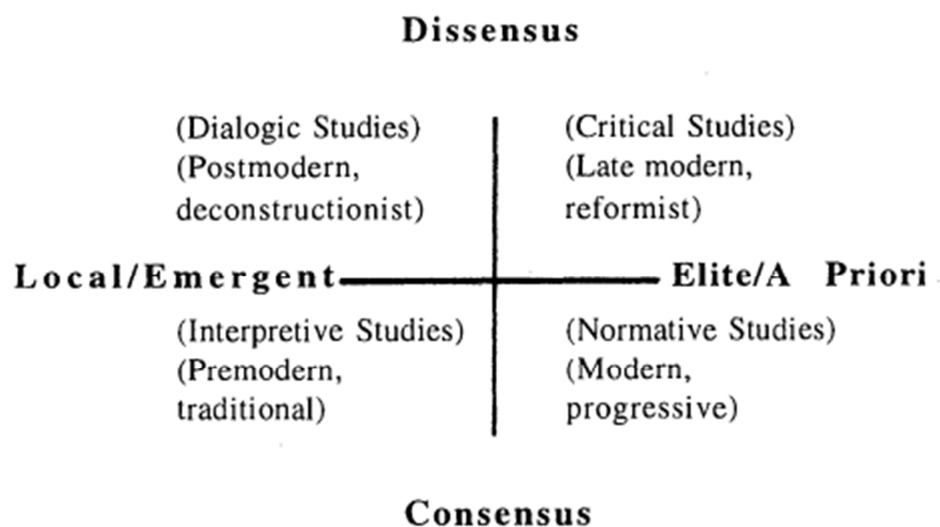 Dissensus
(Dialogic Studies)
(Postmodern,
deconstructionist)
(Critical Studies)
(Late modern,
reformist)
Local/Emergent
Elite/A Priori
(Interpretive Studies)
(Premodern,
traditional)
(Normative Studies)
(Modern,
progressive)
Consensus